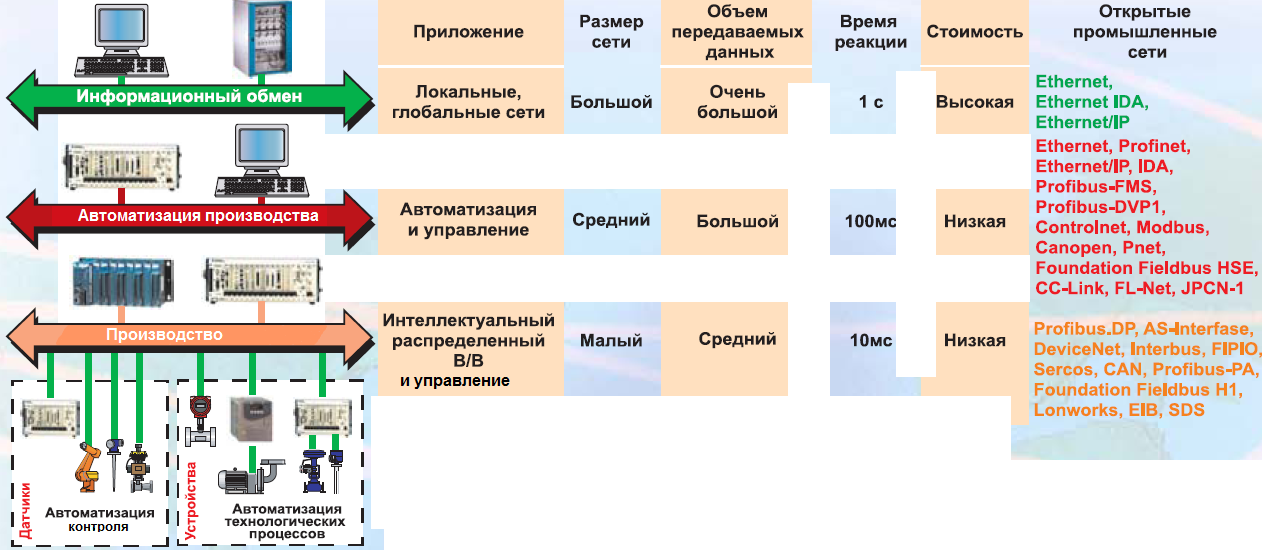 Приложение
Размер
сети
Объем
передаваемых
данных
Время
реакции
Стоимость
Открытые
промышленные
сети
Информационный обмен
Локальные,
глобальные сети
Большой
Очень
большой
1 с
Высокая
Ethernet,
Ethernet IDA,
Ethernet/IP
Автоматизация производства
Автоматизация
и управление
Средний
Большой
100мс
Низкая
Ethernet, Profinet,
Ethernet/IP, IDA,
Profibus-FMS,
Profibus-DVP1,
Controlnet, Modbus,
Canopen, Pnet,
Foundation Fieldbus HSE,
CC-Link, FL-Net, JPCN-1
Производство
Интеллектуальный
распределенный
В/В
и управление
Малый
Средний
10мс
Низкая
Profibus.DP, AS-Interfase,
DeviceNet, Interbus, FIPIO,
Sercos, CAN, Profibus-PA,
Foundation Fieldbus H1,
Lonworks, EIB, SDS
Датчики
Автоматизация
контроля
Устройства
Автоматизация
технологических
процессов